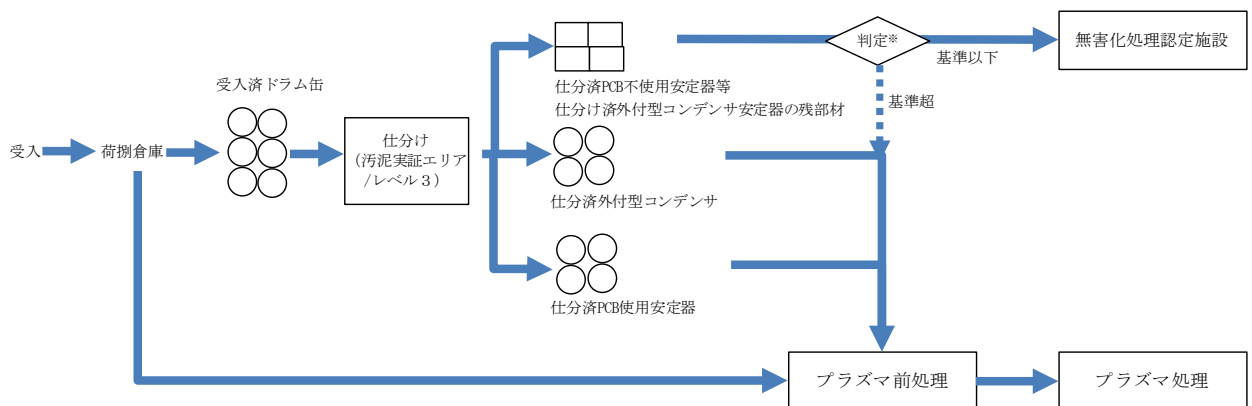 判定※
無害化処理認定施設
基準以下
仕分済PCB不使用安定器等
仕分け済外付型コンデンサ安定器の残部材
基準超
受入済ドラム缶
受入
荷捌倉庫
仕分け
（汚泥実証エリア
/レベル３）
仕分済外付型コンデンサ
仕分済PCB使用安定器
プラズマ前処理
プラズマ処理